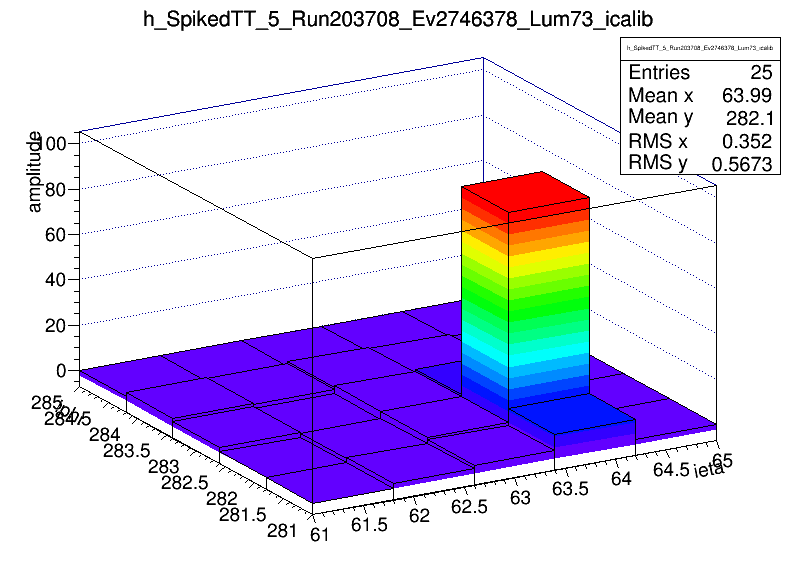 h_SpikedTT_5_Run203708_Ev2746378_Lum73_icalib
h_SpikedTT_5_Run203708_Ev2746378_Lum73_icalib
Entries 25
Mean x 63.99
Mean y 282.1
RMS x 0.352
RMS y 0.5673
amplitude
100
80
60
40
20
0
285
284.5
284
283.5
283
282.5
282
281.5
281
61
61.5
62
62.5
63
63.5
64
64.5
65
ieta